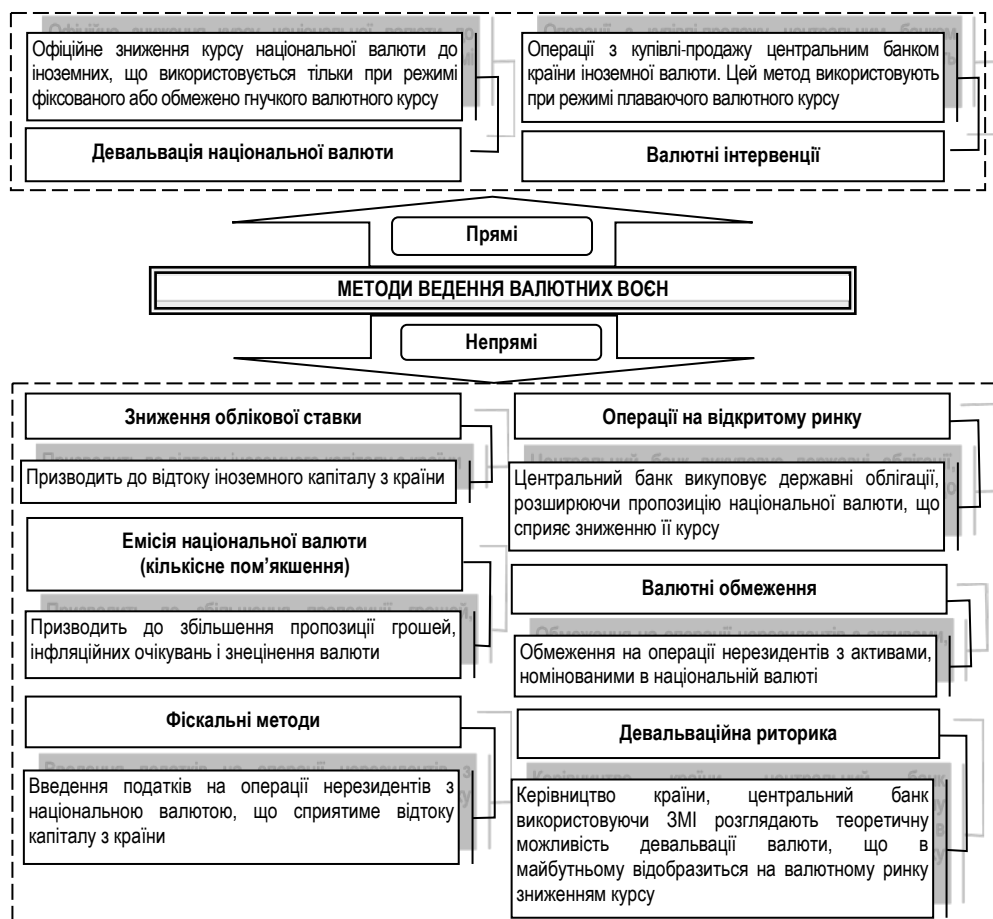 Офіційне зниження курсу національної валюти до
іноземних, що використовується тільки при режимі
фіксованого або обмежено гнучкого валютного курсу
Девальвація національної валюти
Операції з купівлі-продажу центральним банком
країни іноземної валюти. Цей метод використовують
при режимі плаваючого валютного курсу
Валютні інтервенції
Прямі
МЕТОДИ ВЕДЕННЯ ВАЛЮТНИХ ВОЄН
Непрямі
Зниження облікової ставки
Призводить до відтоку іноземного капіталу з країни
Емісія національної валюти
(кількісне пом’якшення)
Призводить до збільшення пропозиції грошей,
інфляційних очікувань і знецінення валюти
Фіскальні методи
Введення податків на операції нерезидентів з
національною валютою, що сприятиме відтоку
капіталу з країни
Операції на відкритому ринку
Центральний банк викуповує державні облігації,
розширюючи пропозицію національної валюти, що
сприяє зниженню її курсу
Валютні обмеження
Обмеження на операції нерезидентів з активами,
номінованими в національній валюті
Девальваційна риторика
Керівництво країни, центральний банк
використовуючи ЗМІ розглядають теоретичну
можливість девальвації валюти, що в
майбутньому відобразиться на валютному ринку
зниженням курсу